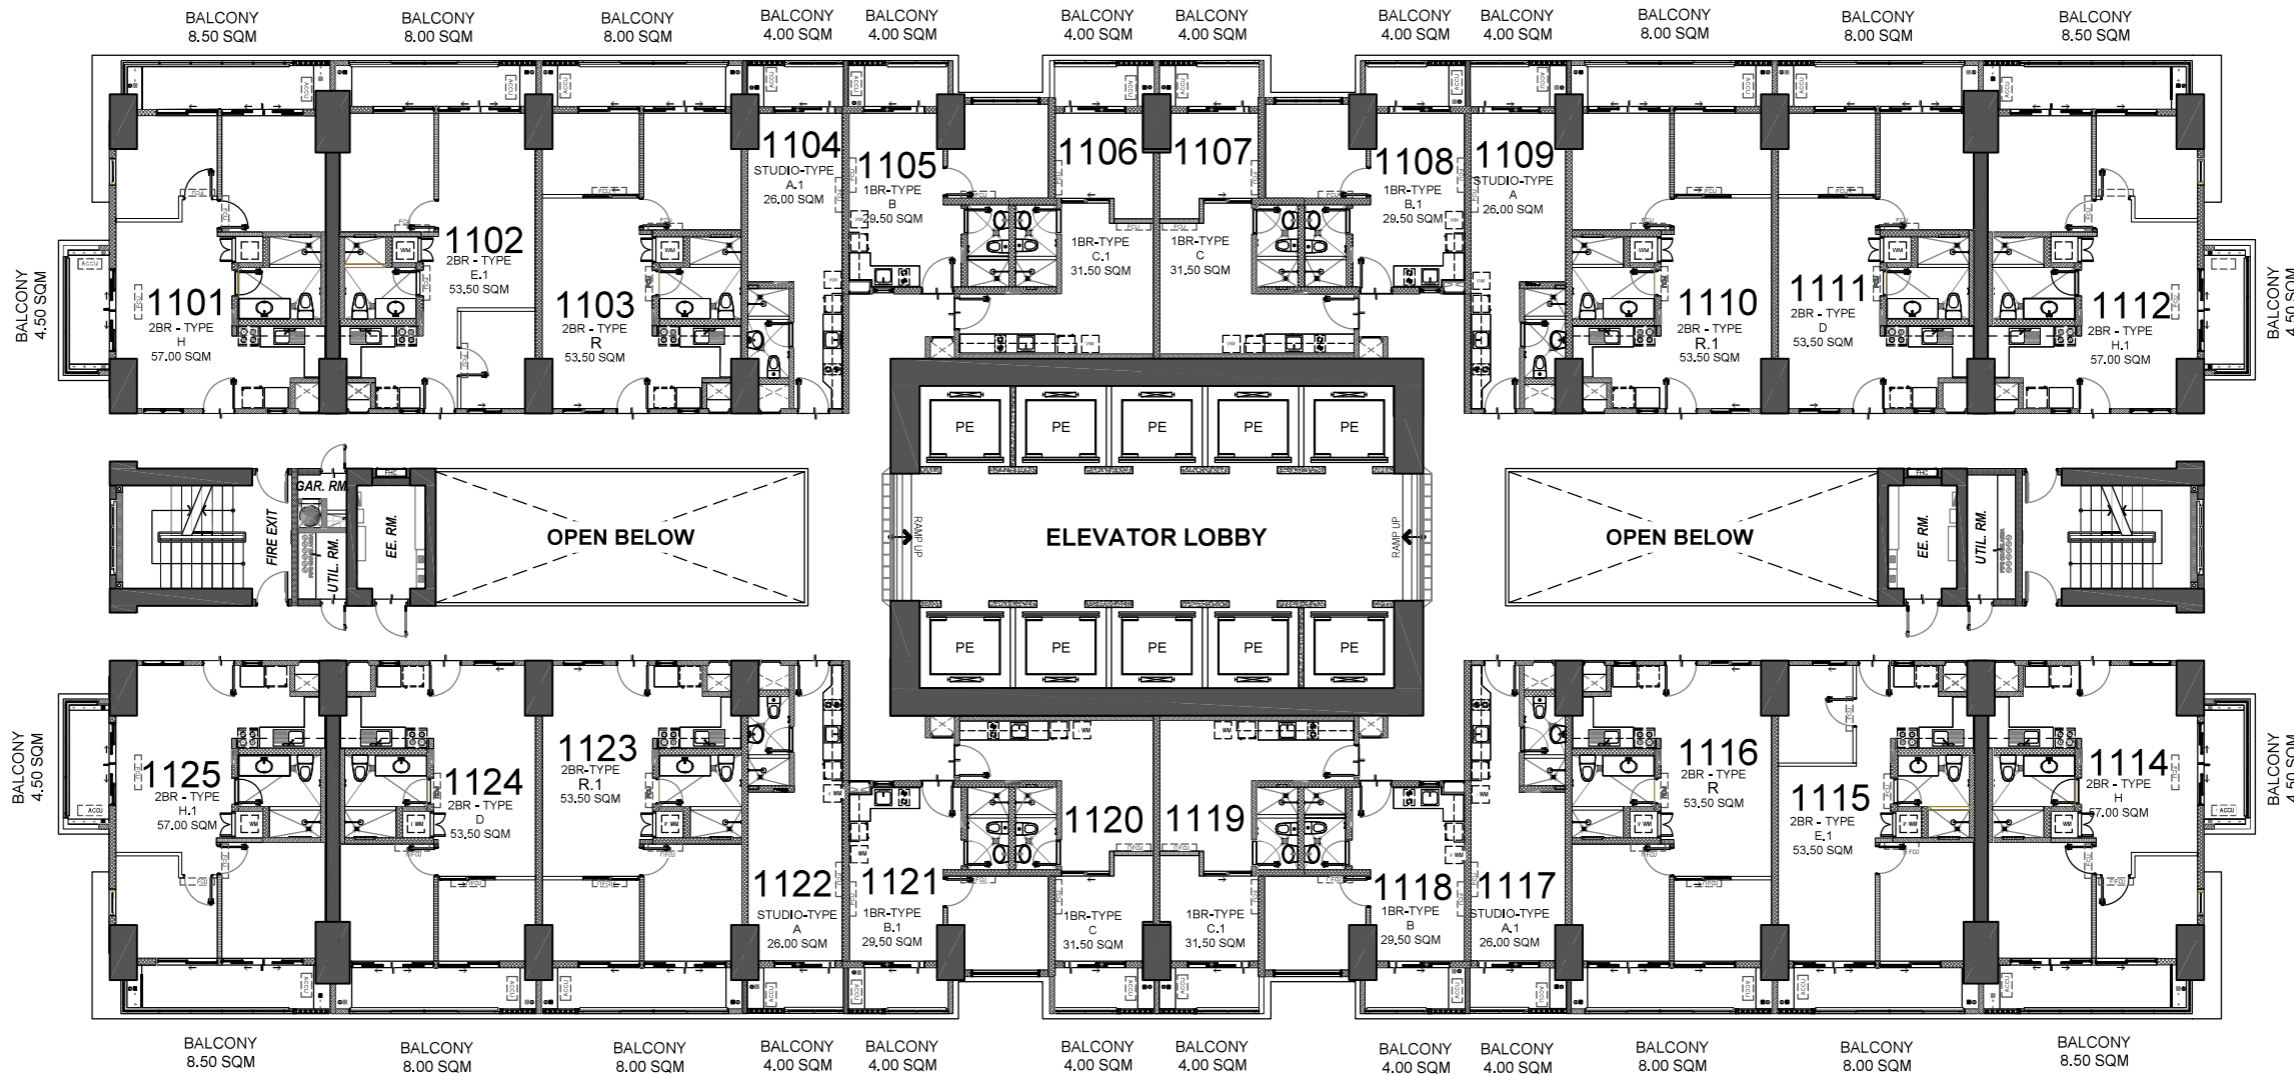 BALCONY
8.50 SQM
BALCONY
8.00 SQM
BALCONY
8.00 SQM
BALCONY
4.00 SQM
BALCONY
4.00 SQM
BALCONY
4.00 SQM
BALCONY
4.00 SQM
BALCONY
4.00 SQM
BALCONY
4.00 SQM
BALCONY
8.00 SQM
BALCONY
8.00 SQM
BALCONY
8.50 SQM
BALCONY
4.50 SQM
1101
2BR - TYPE
H
57.00 SQM
1102
2BR - TYPE
E.1
53.50 SQM
1103
2BR - TYPE
R
53.50 SQM
1104
STUDIO-TYPE
A.1
26.00 SQM
1105
1BR-TYPE
B
29.50 SQM
1106
1BR-TYPE
C.1
31.50 SQM
1107
1BR-TYPE
C
31.50 SQM
1108
1BR-TYPE
B.1
29.50 SQM
1109
STUDIO-TYPE
A
26.00 SQM
1110
2BR - TYPE
R.1
53.50 SQM
1111
2BR - TYPE
D
53.50 SQM
1112
2BR - TYPE
H.1
57.00 SQM
BALCONY
4.50 SQM
PE
PE
PE
PE
PE
FIRE EXIT
GAR. RM.
UTIL. RM.
FHC
EE. RM.
OPEN BELOW
RAMP UP
ELEVATOR LOBBY
RAMP UP
OPEN BELOW
FHC
EE. RM.
UTIL. RM.
PE
PE
PE
PE
PE
BALCONY
4.50 SQM
1125
2BR - TYPE
H.1
57.00 SQM
1124
2BR - TYPE
D
53.50 SQM
1123
2BR-TYPE
R.1
53.50 SQM
1122
STUDIO-TYPE
A
26.00 SQM
1121
1BR-TYPE
B.1
29.50 SQM
1120
1BR-TYPE
C
31.50 SQM
1119
1BR-TYPE
C.1
31.50 SQM
1118
1BR-TYPE
B
29.50 SQM
1117
STUDIO-TYPE
A.1
26.00 SQM
1116
2BR - TYPE
R
53.50 SQM
1115
2BR - TYPE
E.1
53.50 SQM
1114
2BR - TYPE
H
57.00 SQM
BALCONY
4.50 SQM
BALCONY
8.50 SQM
BALCONY
8.00 SQM
BALCONY
8.00 SQM
BALCONY
4.00 SQM
BALCONY
4.00 SQM
BALCONY
4.00 SQM
BALCONY
4.00 SQM
BALCONY
4.00 SQM
BALCONY
4.00 SQM
BALCONY
8.00 SQM
BALCONY
8.00 SQM
BALCONY
8.50 SQM